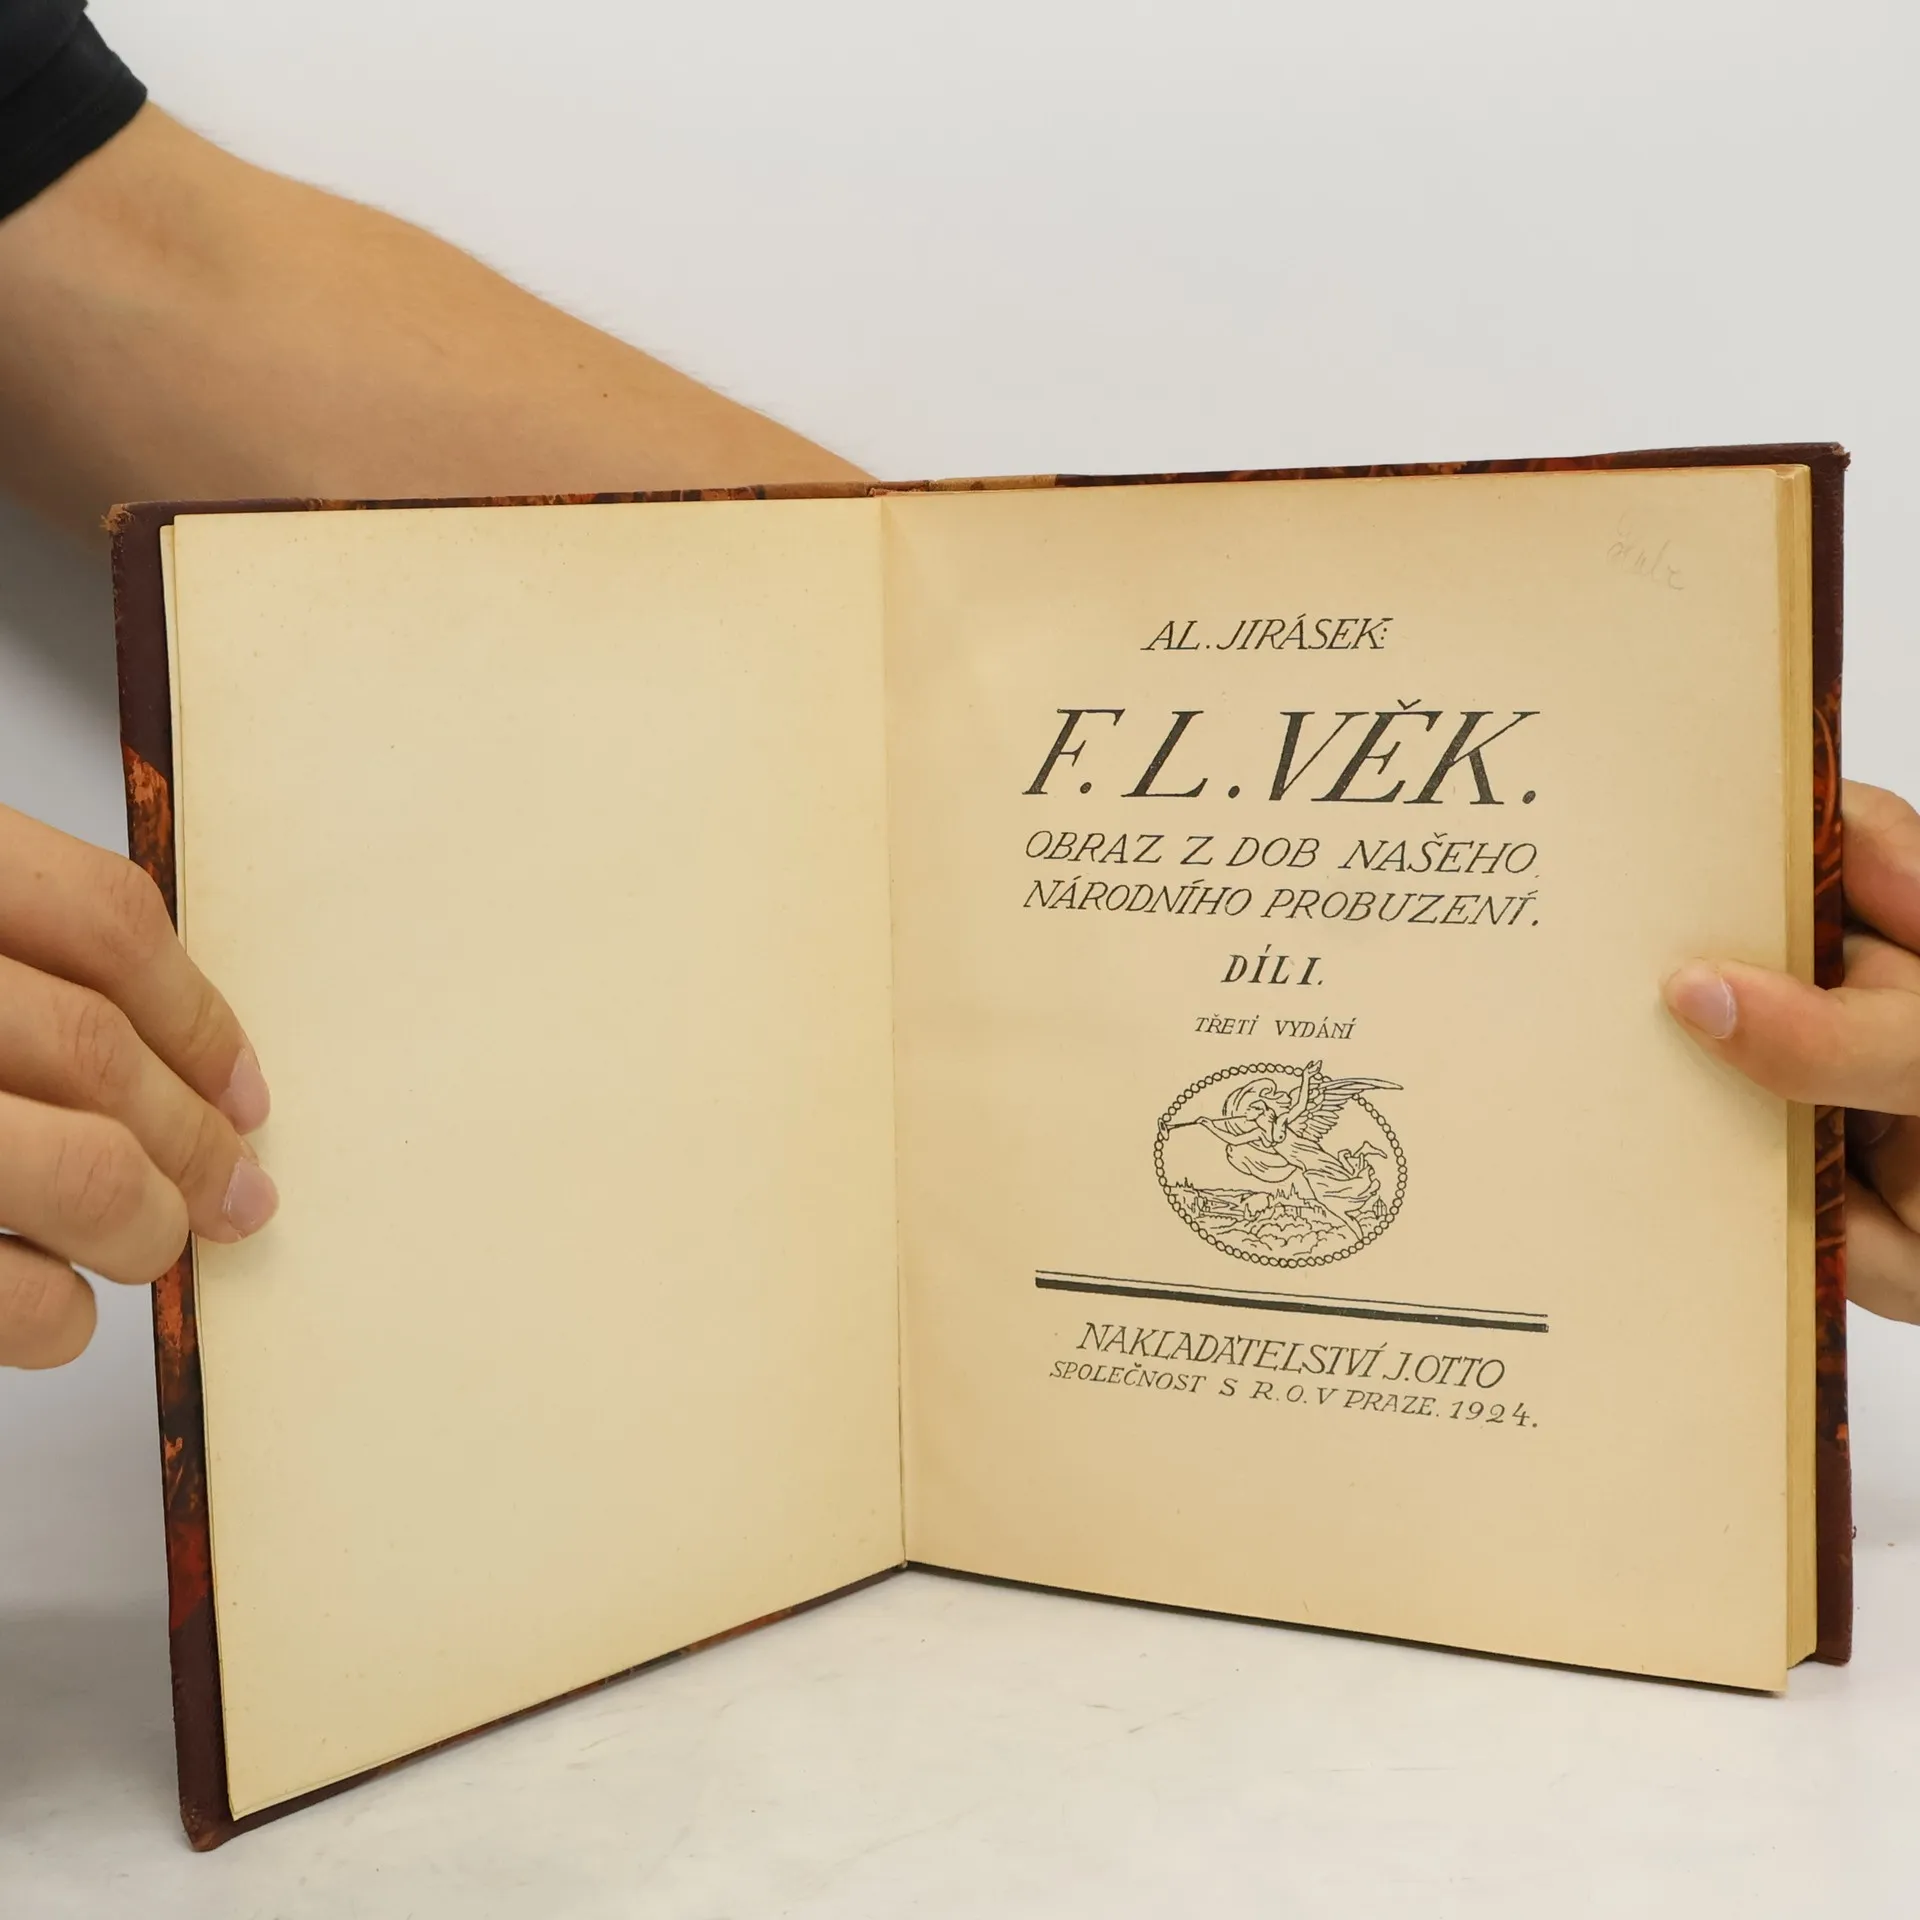 AL. JIRÁSEK:
F. L. VĚK.
OBRAZ Z DOB NAŠEHO
NÁRODNÍHO PROBUZENÍ.
DÍL I.
TŘETÍ VYDÁNÍ
NAKLADATELSTVÍ J. OTTO
SPOLEČNOST S R. O. V PRAZE. 1924.